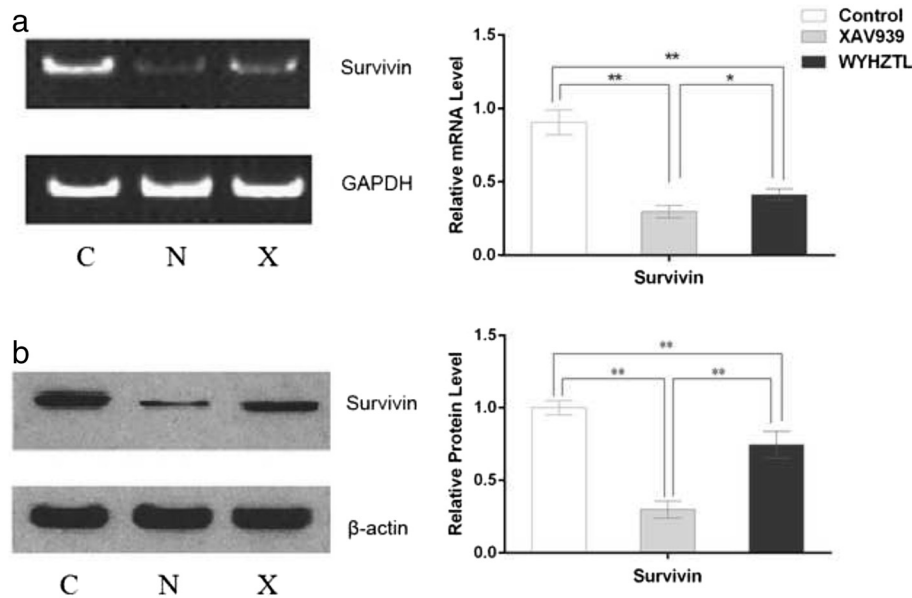 a
Survivin
GAPDH
C N X
Control
XAV939
WYHZTL
Relative mRNA Level
1.5
1.0
0.5
0.0
**
**
*
Survivin
b
Survivin
β-actin
C N X
Relative Protein Level
1.5
1.0
0.5
0.0
**
**
**
Survivin